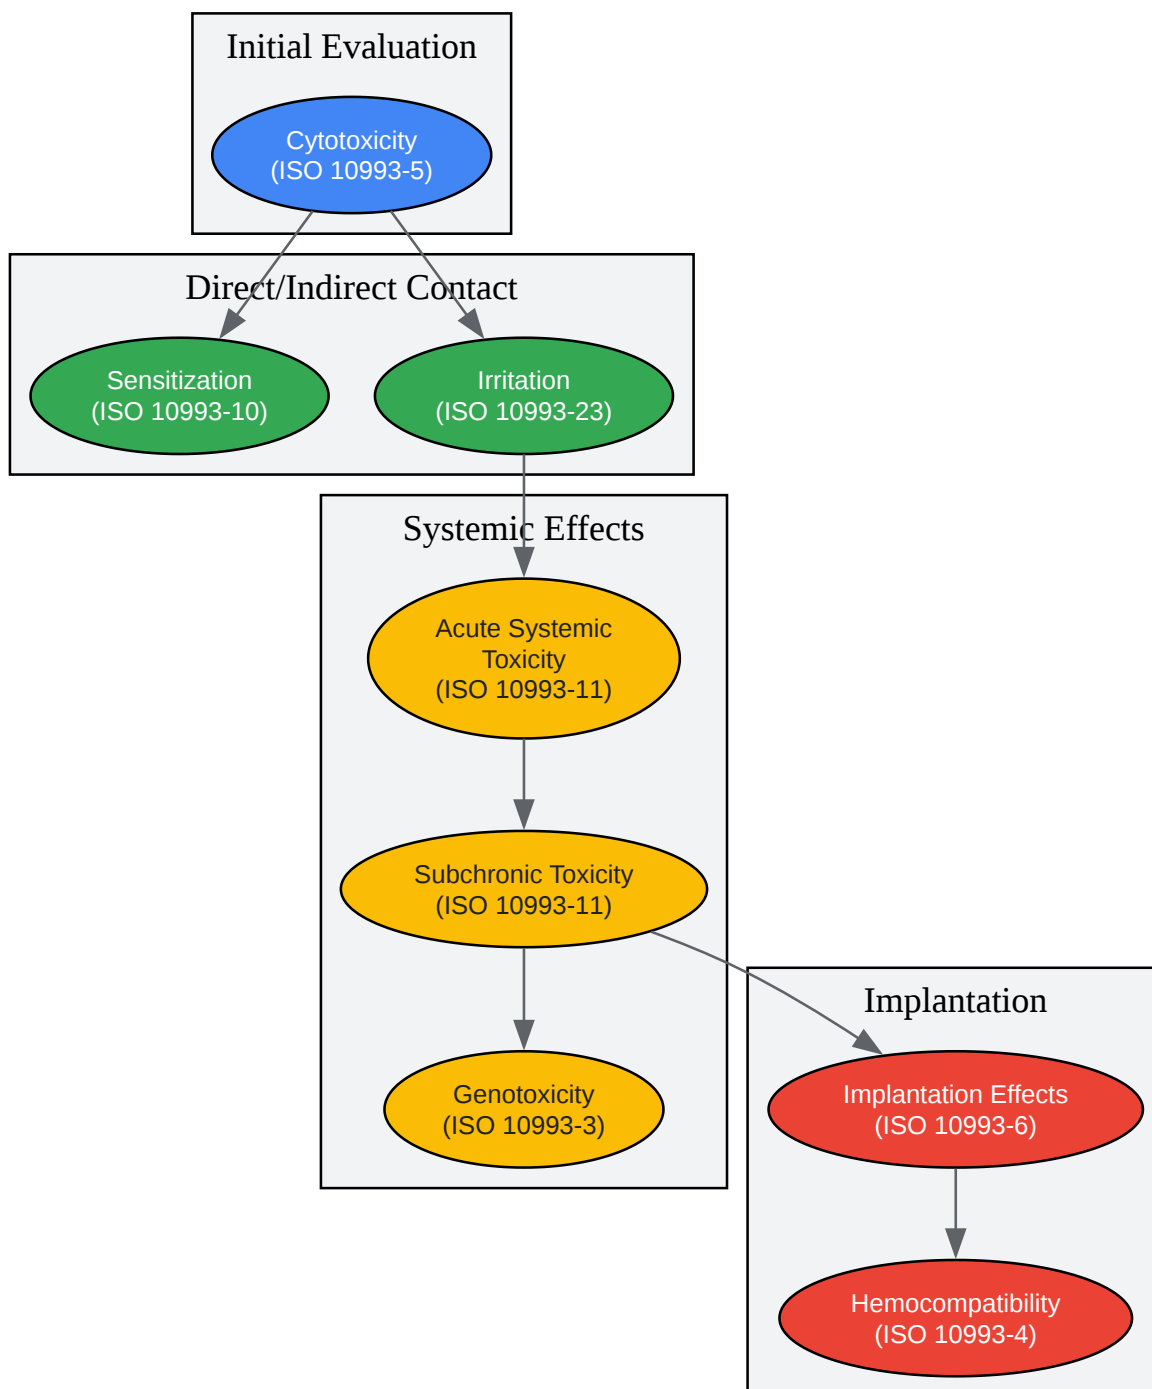 Initial Evaluation
Cytotoxicity
(ISO 10993-5)
Direct/Indirect Contact
Sensitization
(ISO 10993-10)
Irritation
(ISO 10993-23)
Systemic Effects
Acute Systemic
Toxicity
(ISO 10993-11)
Subchronic Toxicity
(ISO 10993-11)
Genotoxicity
(ISO 10993-3)
Implantation
Implantation Effects
(ISO 10993-6)
Hemocompatibility
(ISO 10993-4)